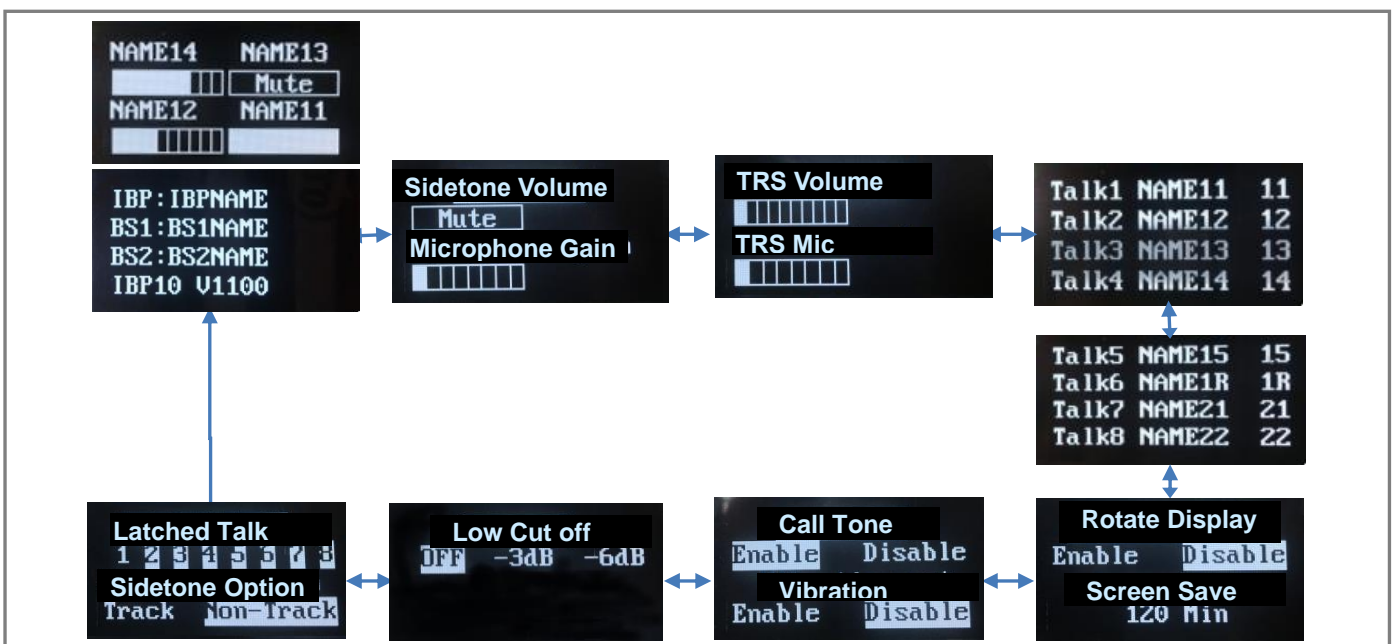 NAME14 NAME13
Mute
NAME12 NAME11
IBP:IBPNAME
BS1:BS1NAME
BS2:BS2NAME
IBP10 V1100
Sidetone Volume
Mute
Microphone Gain
TRS Volume
TRS Mic
Talk1 NAME11 11
Talk2 NAME12 12
Talk3 NAME13 13
Talk4 NAME14 14
Talk5 NAME15 15
Talk6 NAME1R 1R
Talk7 NAME21 21
Talk8 NAME22 22
Latched Talk
1 2 3 4 5 6 7 8
Sidetone Option
Track Non-Track
Low Cut off
OFF -3dB -6dB
Call Tone
Enable Disable
Vibration
Enable Disable
Rotate Display
Enable Disable
Screen Save
120 Min